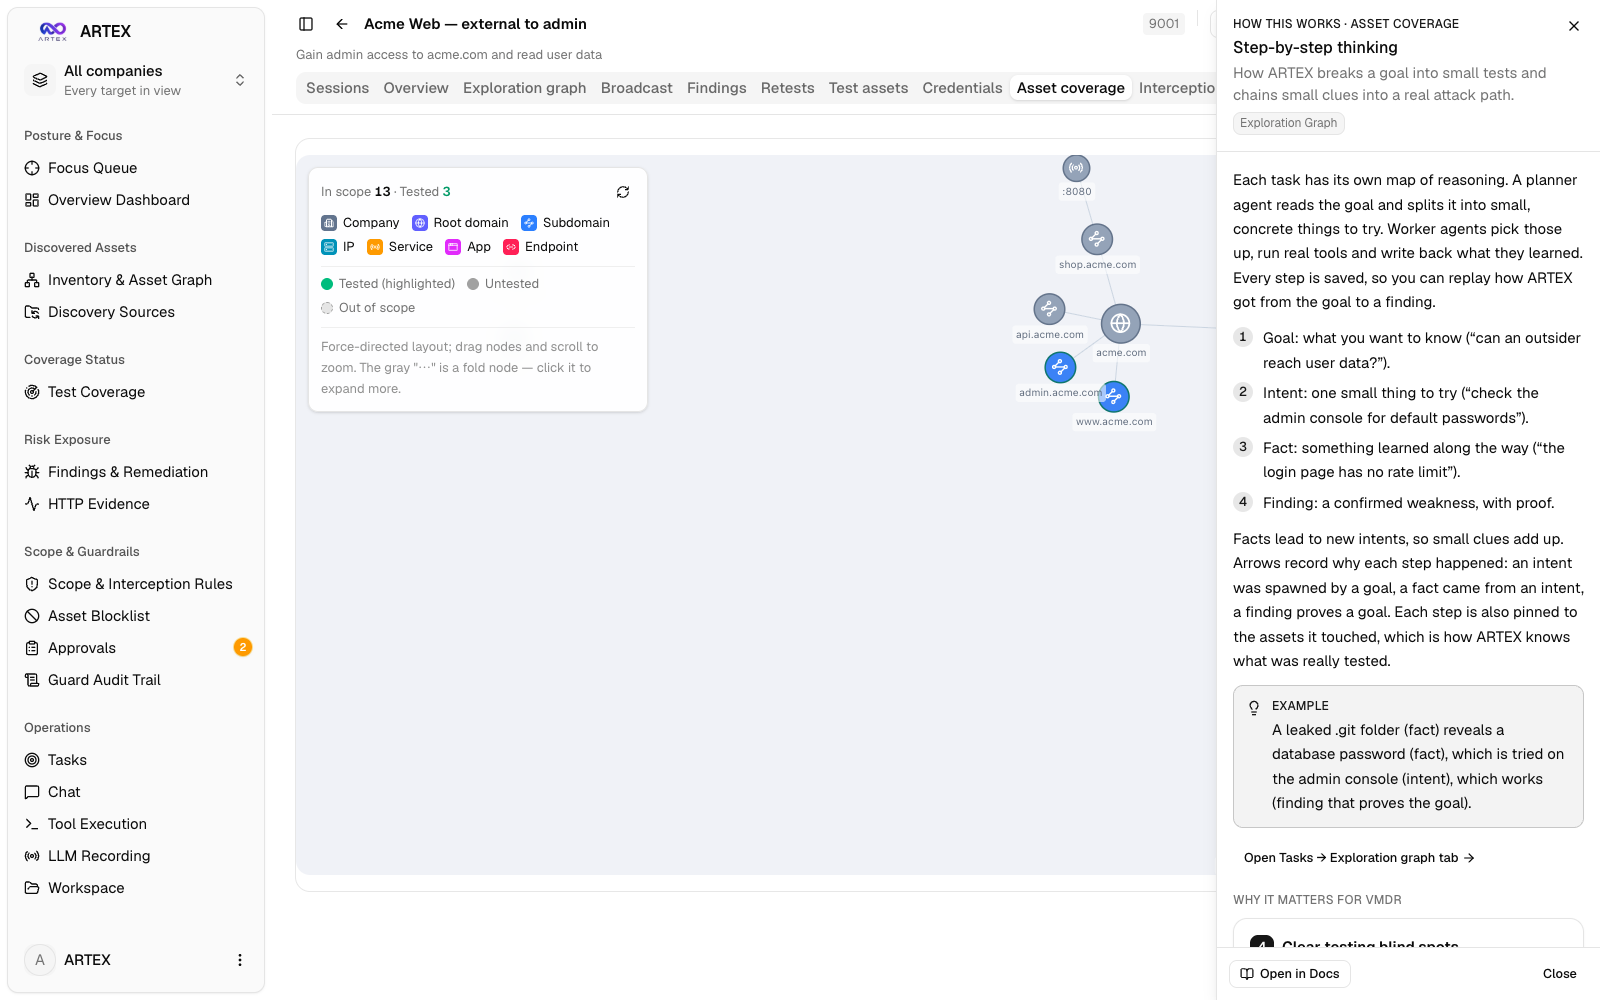 ARTEX
ARTEX
All companies
Every target in view
Posture & Focus
Focus Queue
Overview Dashboard
Discovered Assets
Inventory & Asset Graph
Discovery Sources
Coverage Status
Test Coverage
Risk Exposure
Findings & Remediation
HTTP Evidence
Scope & Guardrails
Scope & Interception Rules
Asset Blocklist
Approvals
2
Guard Audit Trail
Operations
Tasks
Chat
Tool Execution
LLM Recording
Workspace
A
ARTEX
Acme Web — external to admin
9001
Gain admin access to acme.com and read user data
Sessions Overview Exploration graph Broadcast Findings Retests Test assets Credentials Asset coverage Interceptio
In scope 13 · Tested 3
Company Root domain Subdomain
IP Service App Endpoint
Tested (highlighted) Untested
Out of scope
Force-directed layout; drag nodes and scroll to
zoom. The gray "···" is a fold node — click it to
expand more.
:8080
shop.acme.com
api.acme.com
acme.com
admin.acme.com
www.acme.com
HOW THIS WORKS · ASSET COVERAGE
Step-by-step thinking
How ARTEX breaks a goal into small tests and
chains small clues into a real attack path.
Exploration Graph
Each task has its own map of reasoning. A planner
agent reads the goal and splits it into small,
concrete things to try. Worker agents pick those
up, run real tools and write back what they learned.
Every step is saved, so you can replay how ARTEX
got from the goal to a finding.
1 Goal: what you want to know (“can an outsider
reach user data?”).
2 Intent: one small thing to try (“check the
admin console for default passwords”).
3 Fact: something learned along the way (“the
login page has no rate limit”).
4 Finding: a confirmed weakness, with proof.
Facts lead to new intents, so small clues add up.
Arrows record why each step happened: an intent
was spawned by a goal, a fact came from an intent,
a finding proves a goal. Each step is also pinned to
the assets it touched, which is how ARTEX knows
what was really tested.
EXAMPLE
A leaked .git folder (fact) reveals a
database password (fact), which is tried on
the admin console (intent), which works
(finding that proves the goal).
Open Tasks → Exploration graph tab →
WHY IT MATTERS FOR VMDR
Clear testing blind spots
Open in Docs
Close